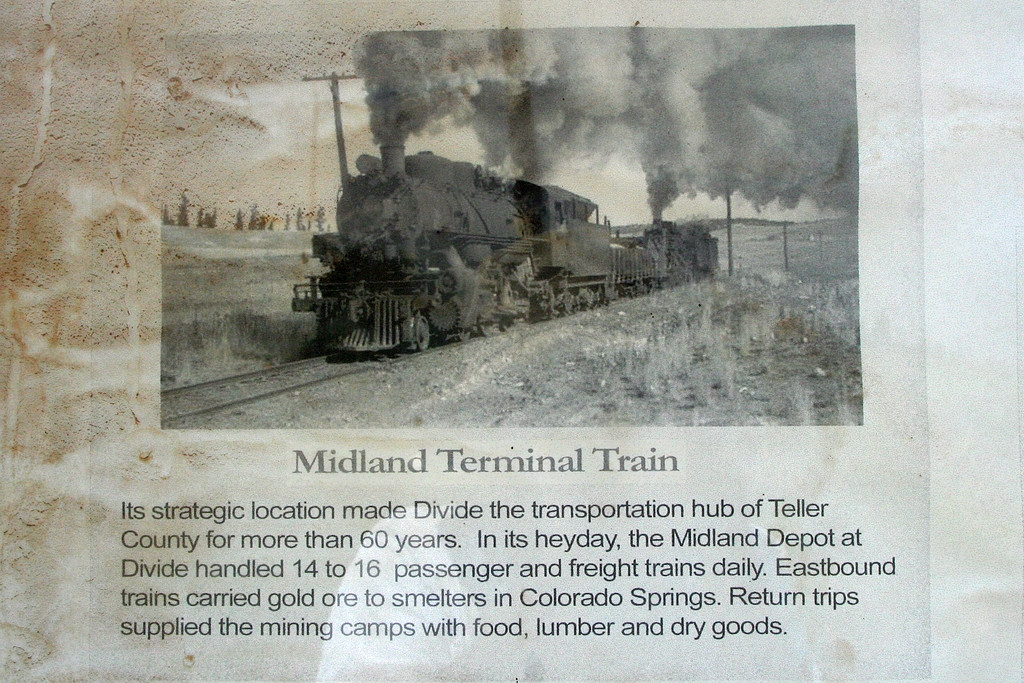 Midland Terminal Train
Its strategic location made Divide the transportation hub of Teller
County for more than 60 years.  In its heyday, the Midland Depot at
Divide handled 14 to 16  passenger and freight trains daily. Eastbound
trains carried gold ore to smelters in Colorado Springs. Return trips
supplied the mining camps with food, lumber and dry goods.